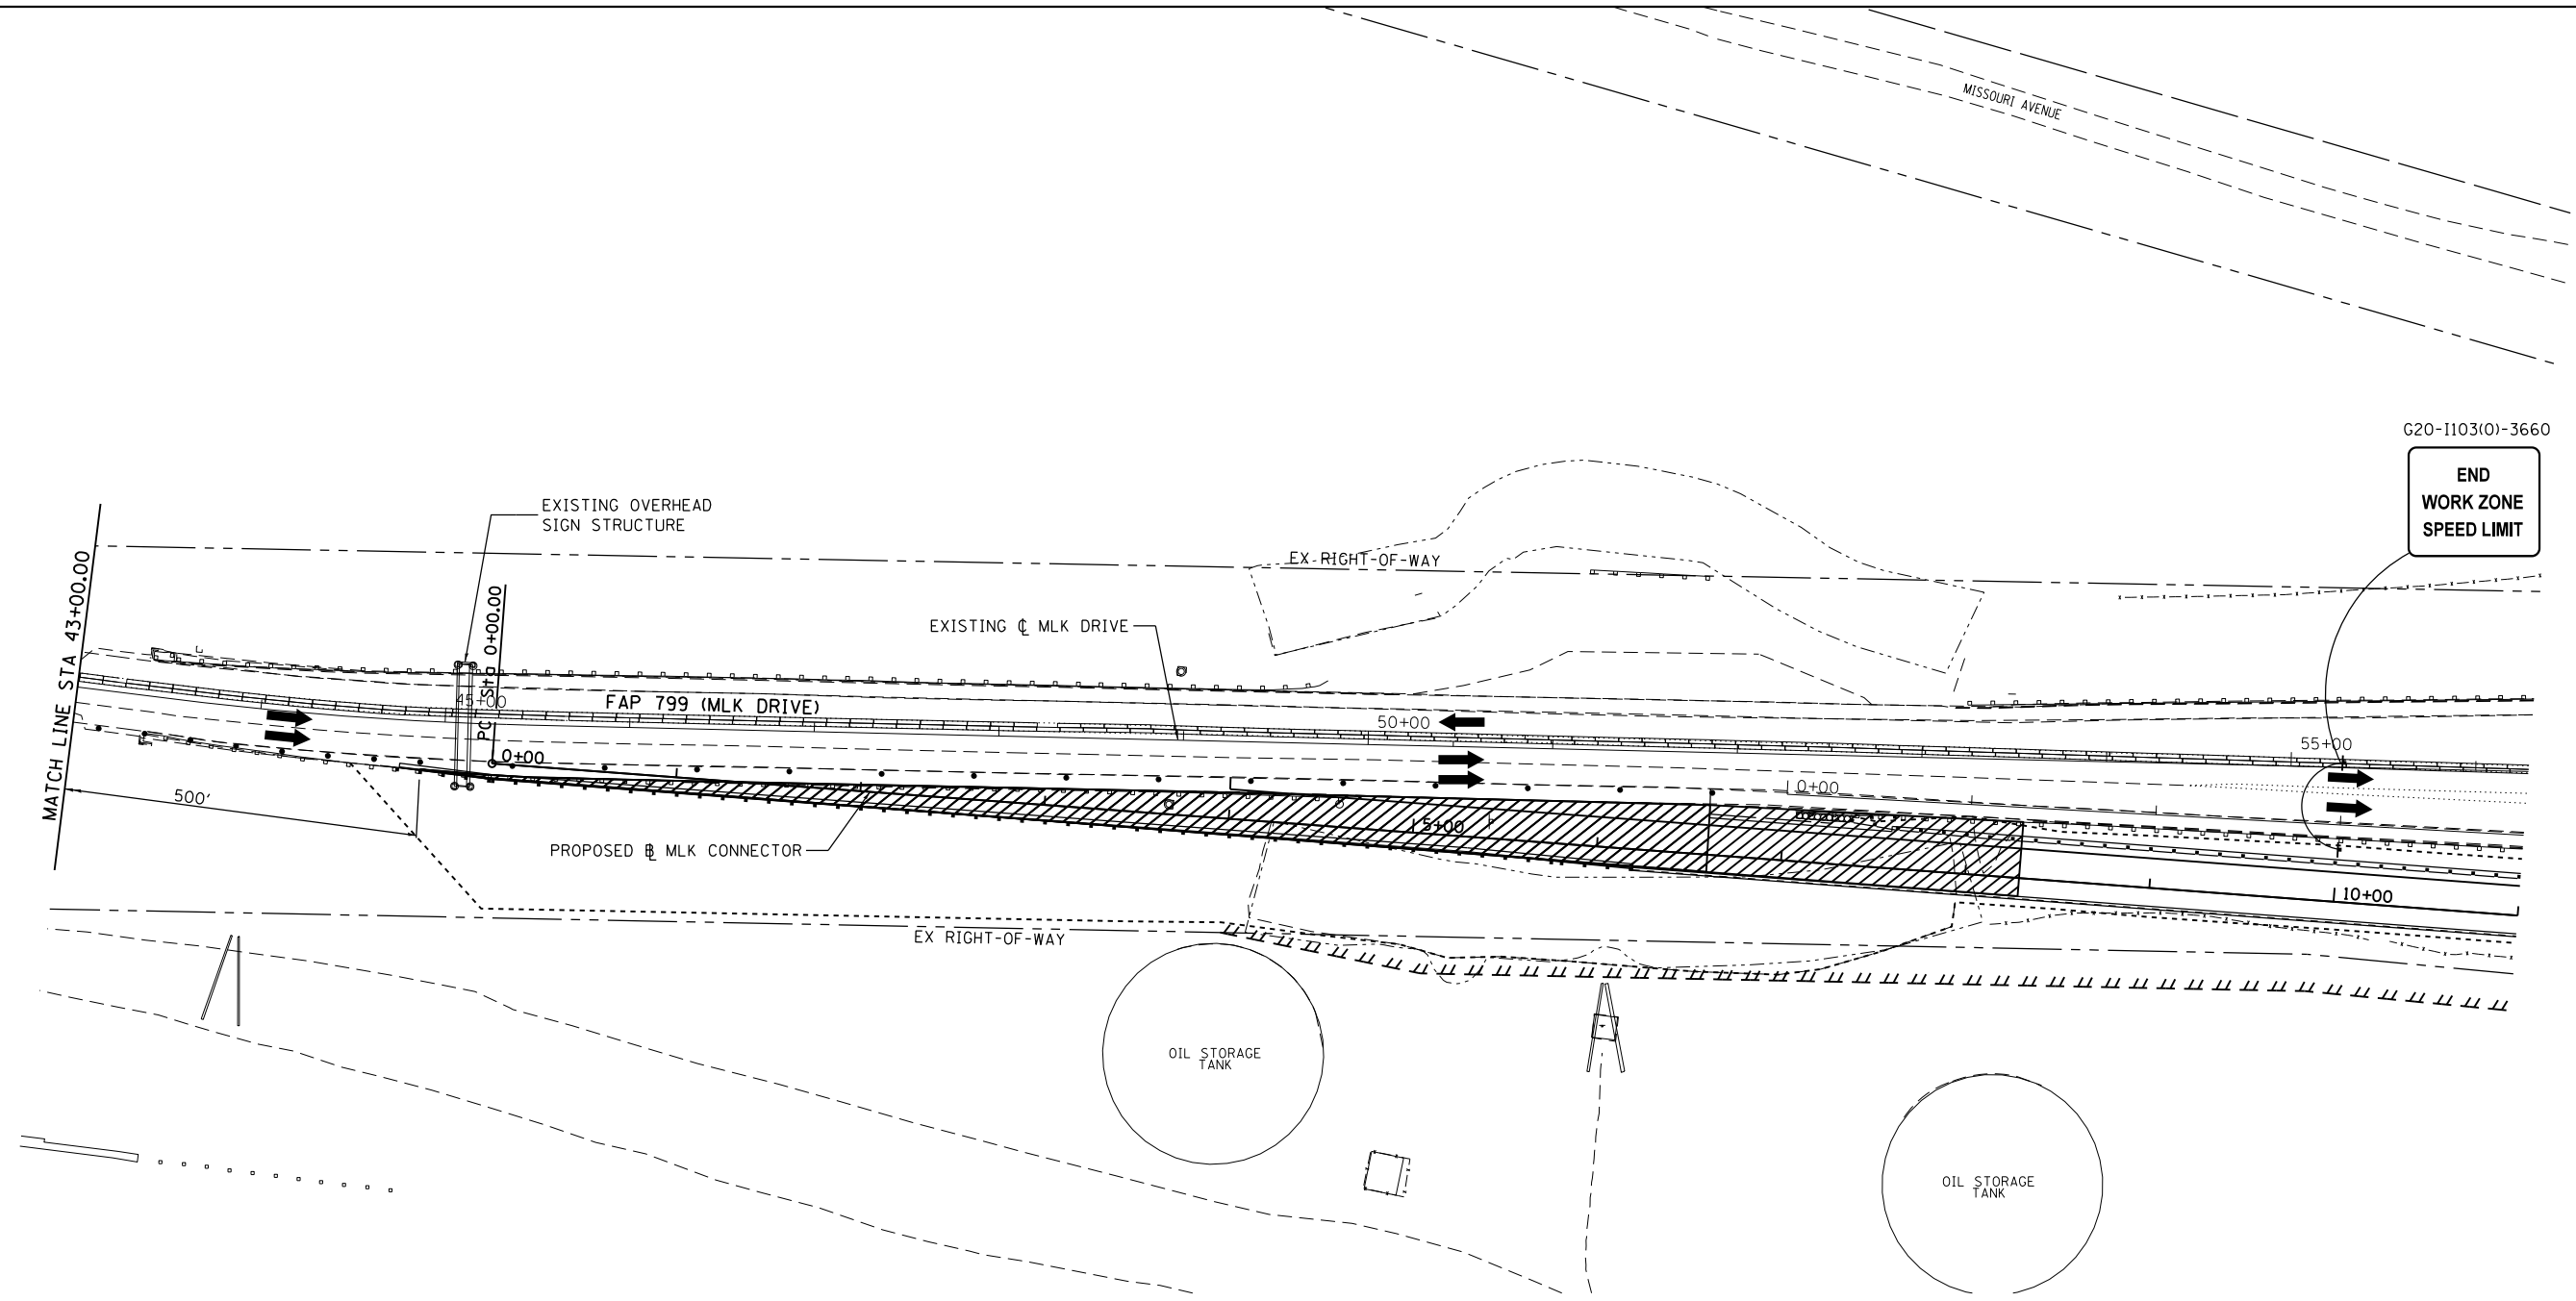 MISSOURI AVENUE
G20-I103(0)-3660
END
WORK ZONE
SPEED LIMIT
EXISTING OVERHEAD
SIGN STRUCTURE
EX RIGHT-OF-WAY
MATCH LINE STA 43+00.00
PC Sta 0+00.00
EXISTING ℄ MLK DRIVE
45+00
FAP 799 (MLK DRIVE)
50+00
55+00
0+00
0+00
500'
5+00
PROPOSED B̲L MLK CONNECTOR
10+00
EX RIGHT-OF-WAY
OIL STORAGE
TANK
OIL STORAGE
TANK